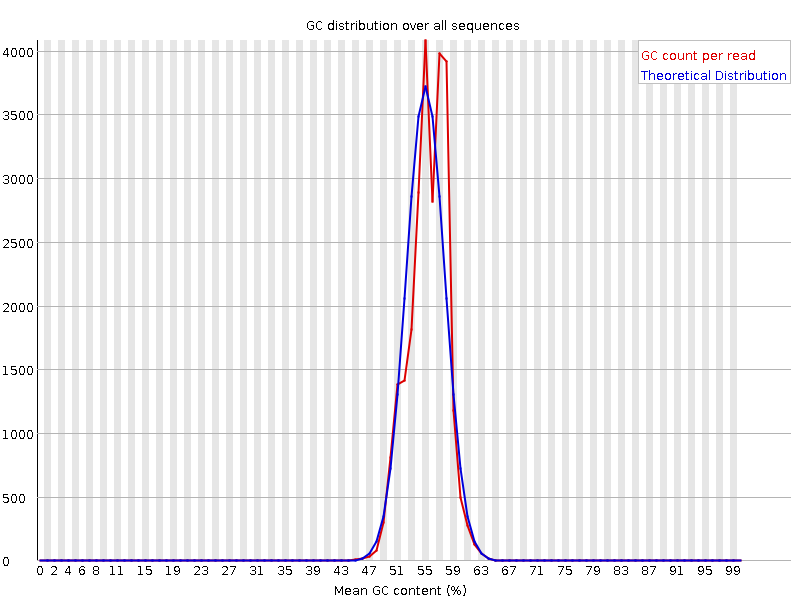 GC distribution over all sequences
GC count per read
Theoretical Distribution
4000
3500
3000
2500
2000
1500
1000
500
0
0 2 4 6 8 11 15 19 23 27 31 35 39 43 47 51 55 59 63 67 71 75 79 83 87 91 95 99
Mean GC content (%)